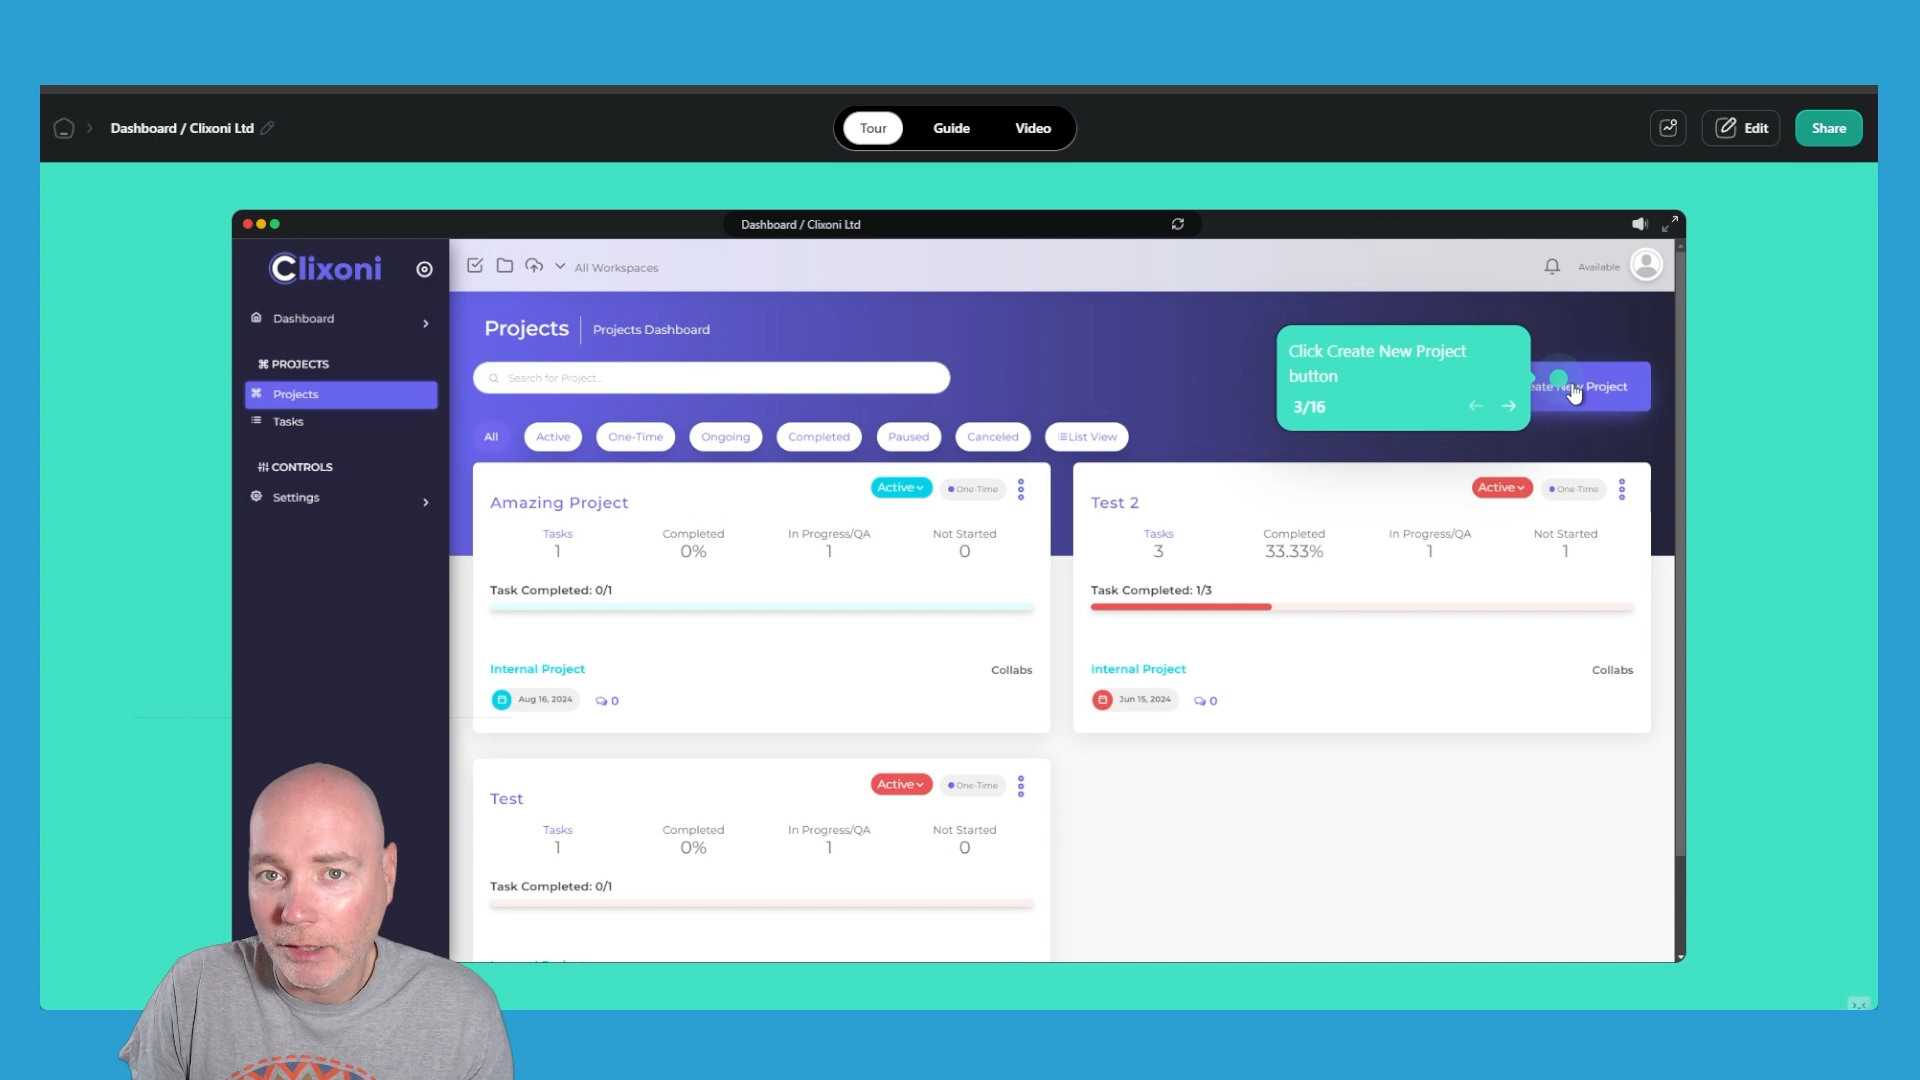 Dashboard / Clixoni Ltd
Tour
Guide
Video
Edit
Share
Dashboard / Clixoni Ltd
Clixoni
All Workspaces
Available
Dashboard
PROJECTS
Projects
Tasks
CONTROLS
Settings
Projects
Projects Dashboard
Search for Project...
Click Create New Project
button
3/16
New Project
All
Active
One-Time
Ongoing
Completed
Paused
Canceled
List View
Amazing Project
Active
One-Time
Tasks
Completed
In Progress/QA
Not Started
1
0%
1
0
Task Completed: 0/1
Internal Project
Collabs
Aug 16, 2024
0
Test 2
Active
One-Time
Tasks
Completed
In Progress/QA
Not Started
3
33.33%
1
1
Task Completed: 1/3
Internal Project
Collabs
Jun 15, 2024
0
Test
Active
One-Time
Tasks
Completed
In Progress/QA
Not Started
1
0%
1
0
Task Completed: 0/1